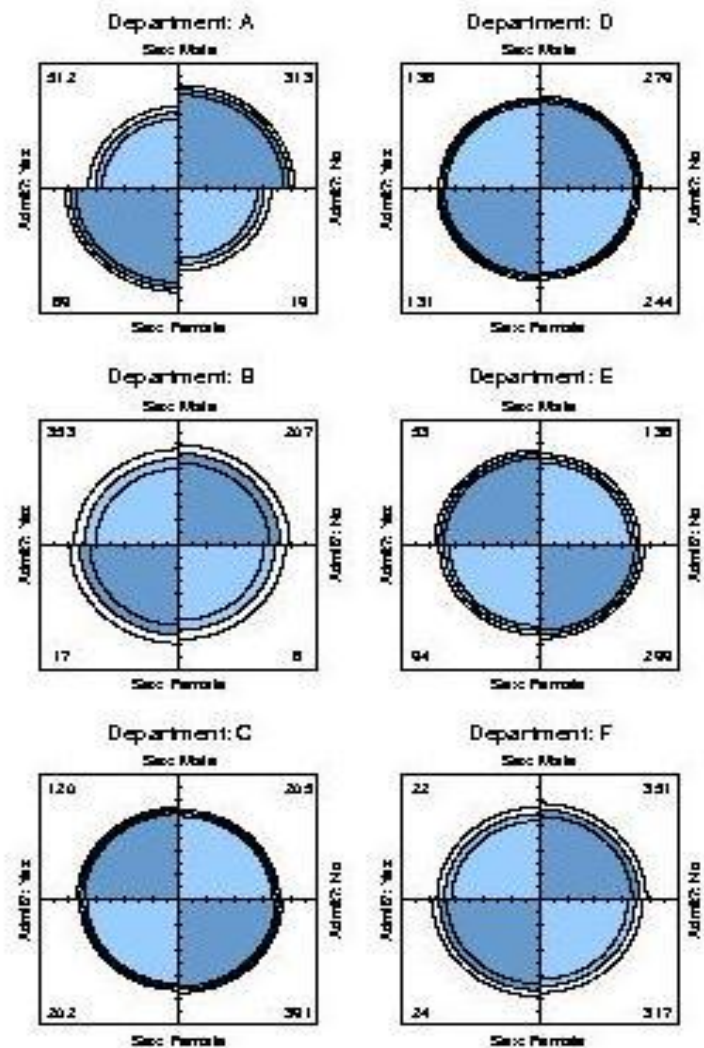 Department: A
Sex: Male
512
313
Admit?: Yes
Admit?: No
89
19
Sex: Female
Department: D
Sex: Male
138
279
Admit?: Yes
Admit?: No
131
244
Sex: Female
Department: B
Sex: Male
353
207
Admit?: Yes
Admit?: No
17
8
Sex: Female
Department: E
Sex: Male
53
138
Admit?: Yes
Admit?: No
94
299
Sex: Female
Department: C
Sex: Male
120
205
Admit?: Yes
Admit?: No
202
391
Sex: Female
Department: F
Sex: Male
22
351
Admit?: Yes
Admit?: No
24
317
Sex: Female